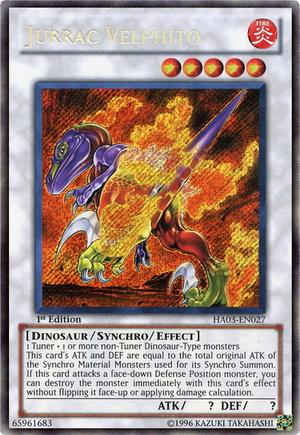 JURRAC VELPHITO
FIRE
炎
1st Edition
HA03-EN027
[DINOSAUR/SYNCHRO/EFFECT]
1 Tuner + 1 or more non-Tuner Dinosaur-Type monsters
This card's ATK and DEF are equal to the total original ATK of
the Synchro Material Monsters used for its Synchro Summon.
If this card attacks a face-down Defense Position monster, you
can destroy the monster immediately with this card's effect
without flipping it face-up or applying damage calculation.
ATK/ ? DEF/ ?
65961683
©1996 KAZUKI TAKAHASHI